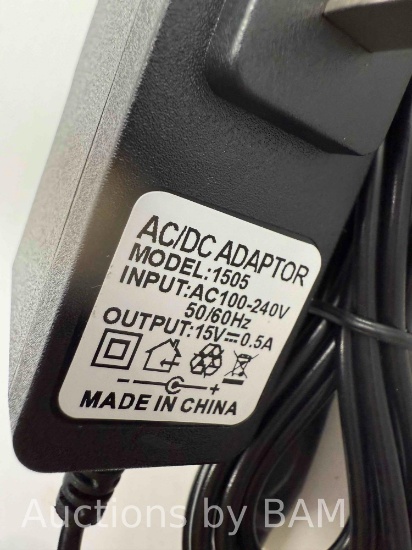 AC/DC ADAPTOR
MODEL:1505
INPUT:AC100-240V
50/60Hz
OUTPUT:15V⎓0.5A
MADE IN CHINA
Auctions by BAM